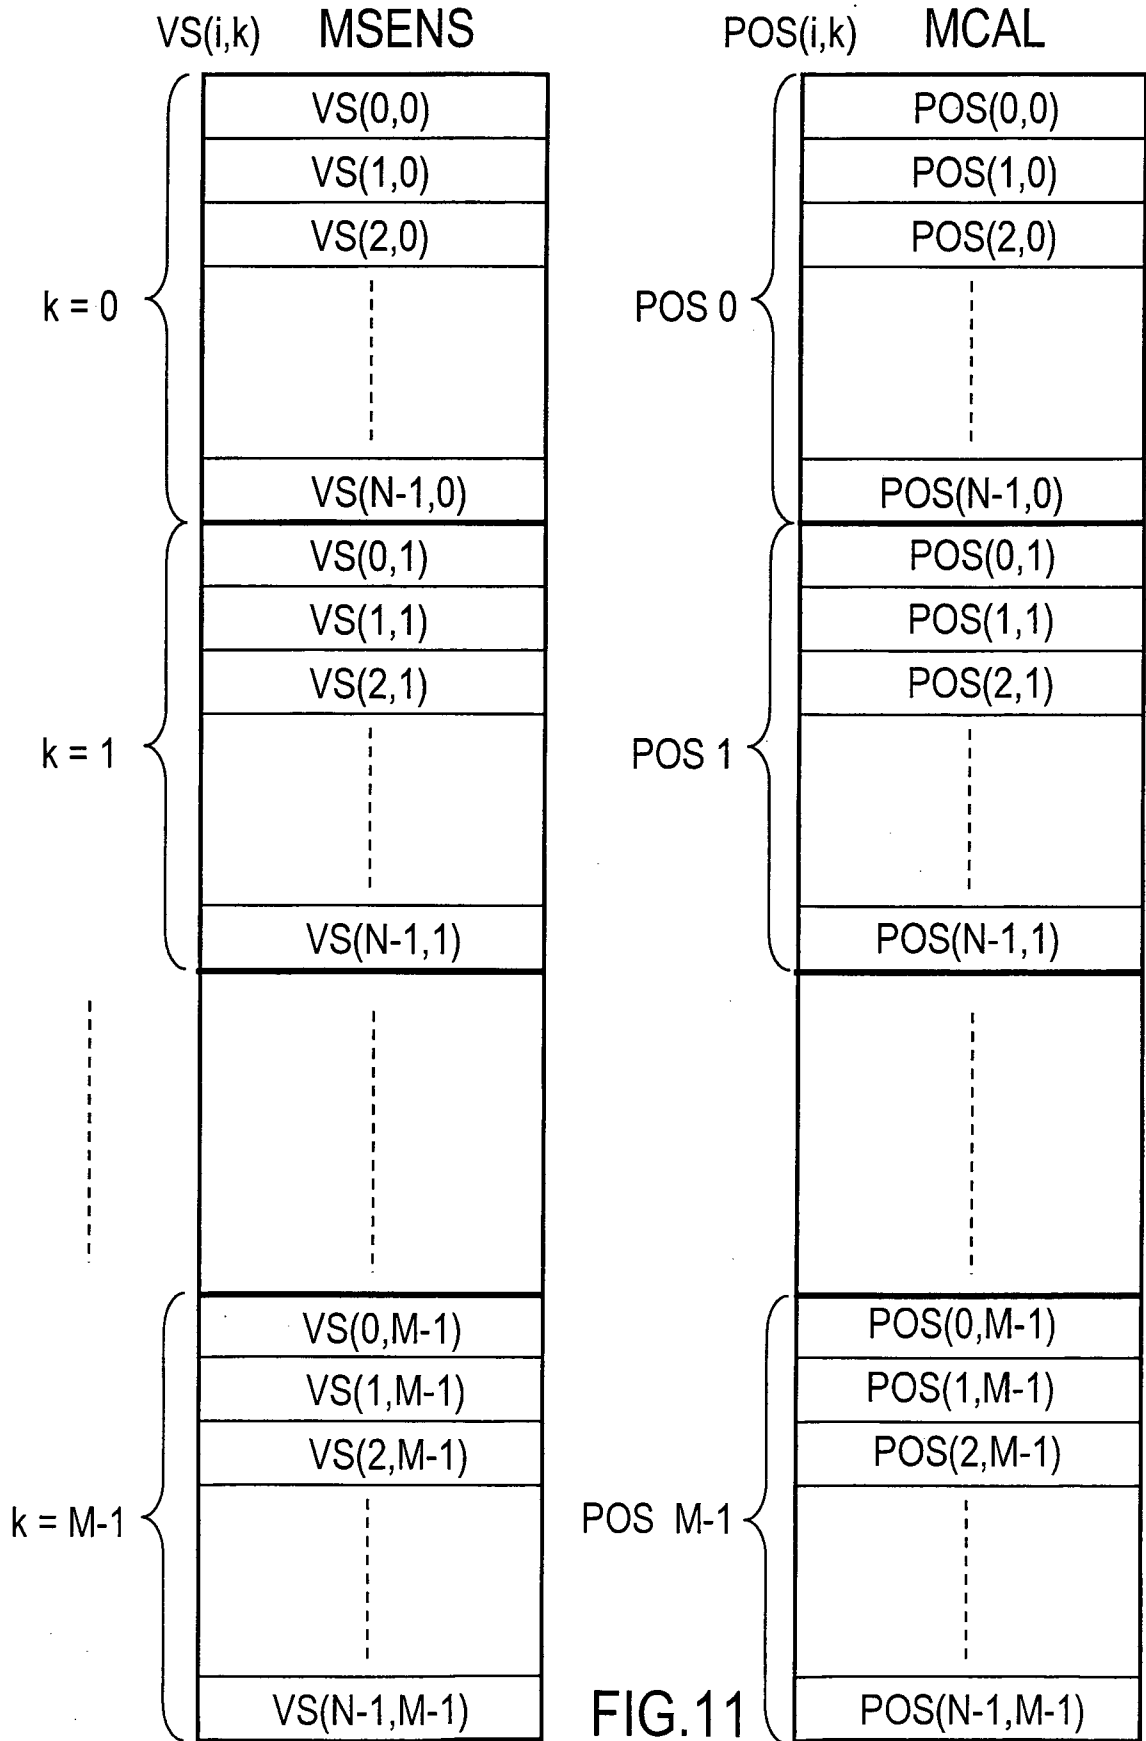 VS(i,k) MSENS
VS(0,0)
VS(1,0)
VS(2,0)
k = 0
VS(N-1,0)
VS(0,1)
VS(1,1)
VS(2,1)
k = 1
VS(N-1,1)
VS(0,M-1)
VS(1,M-1)
VS(2,M-1)
k = M-1
VS(N-1,M-1)
POS(i,k) MCAL
POS(0,0)
POS(1,0)
POS(2,0)
POS 0
POS(N-1,0)
POS(0,1)
POS(1,1)
POS(2,1)
POS 1
POS(N-1,1)
POS(0,M-1)
POS(1,M-1)
POS(2,M-1)
POS M-1
POS(N-1,M-1)
FIG.11